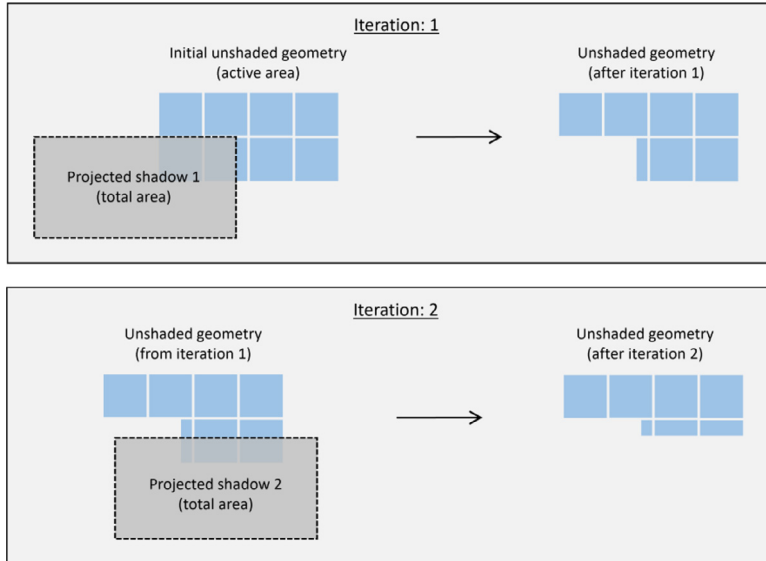 Iteration: 1
Initial unshaded geometry
(active area)
Unshaded geometry
(after iteration 1)
Projected shadow 1
(total area)
Iteration: 2
Unshaded geometry
(from iteration 1)
Unshaded geometry
(after iteration 2)
Projected shadow 2
(total area)